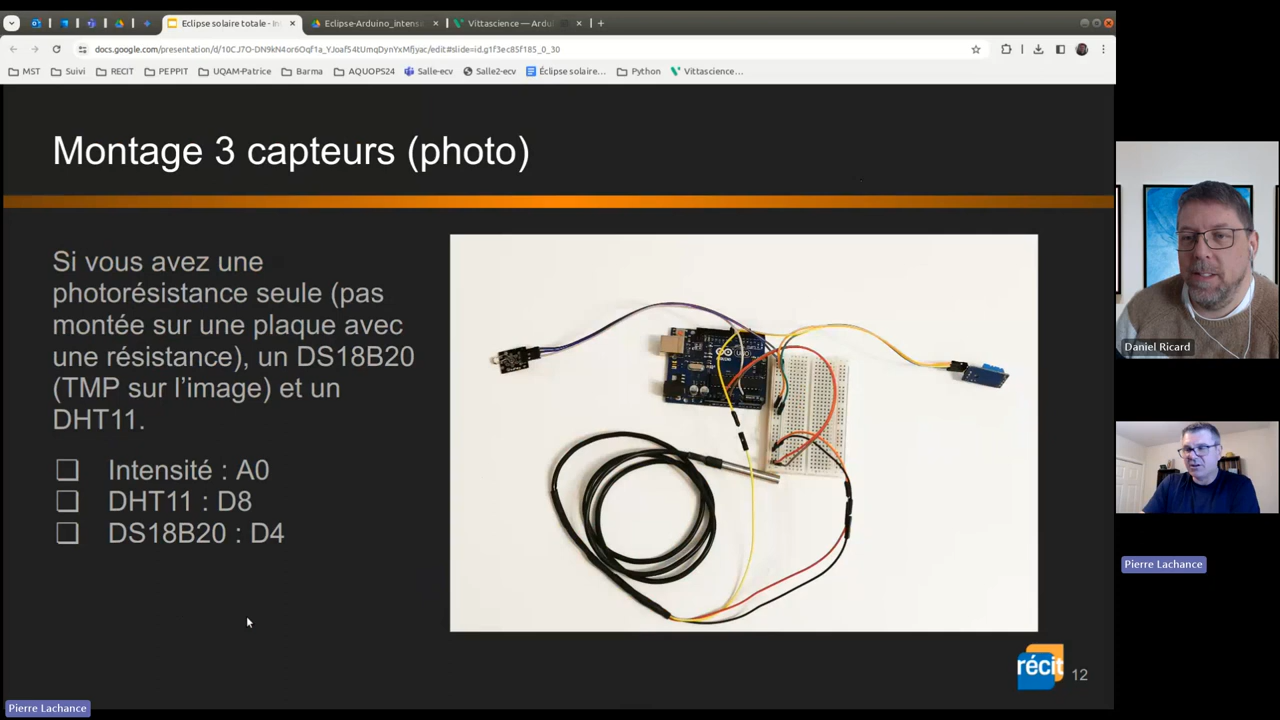 Eclipse solaire totale - In
Eclipse-Arduino_intensi
Vittascience — Ardu
docs.google.com/presentation/d/10CJ7O-DN9kN4or6Oqf1a_YJoaf54tUmqDynYxMfjyac/edit#slide=id.g1f3ec85f185_0_30
MST
Suivi
RECIT
PEPPIT
UQAM-Patrice
Barma
AQUOPS24
Salle-ecv
Salle2-ecv
Éclipse solaire…
Python
Vittascience…
Montage 3 capteurs (photo)
Si vous avez une
photorésistance seule (pas
montée sur une plaque avec
une résistance), un DS18B20
(TMP sur l’image) et un
DHT11.
❏ Intensité : A0
❏ DHT11 : D8
❏ DS18B20 : D4
UNO
récit
12
Daniel Ricard
Pierre Lachance
Pierre Lachance